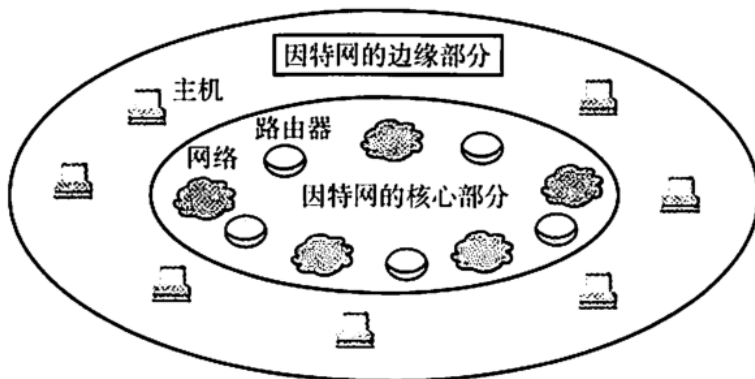 因特网的边缘部分
主机
路由器
网络
因特网的核心部分